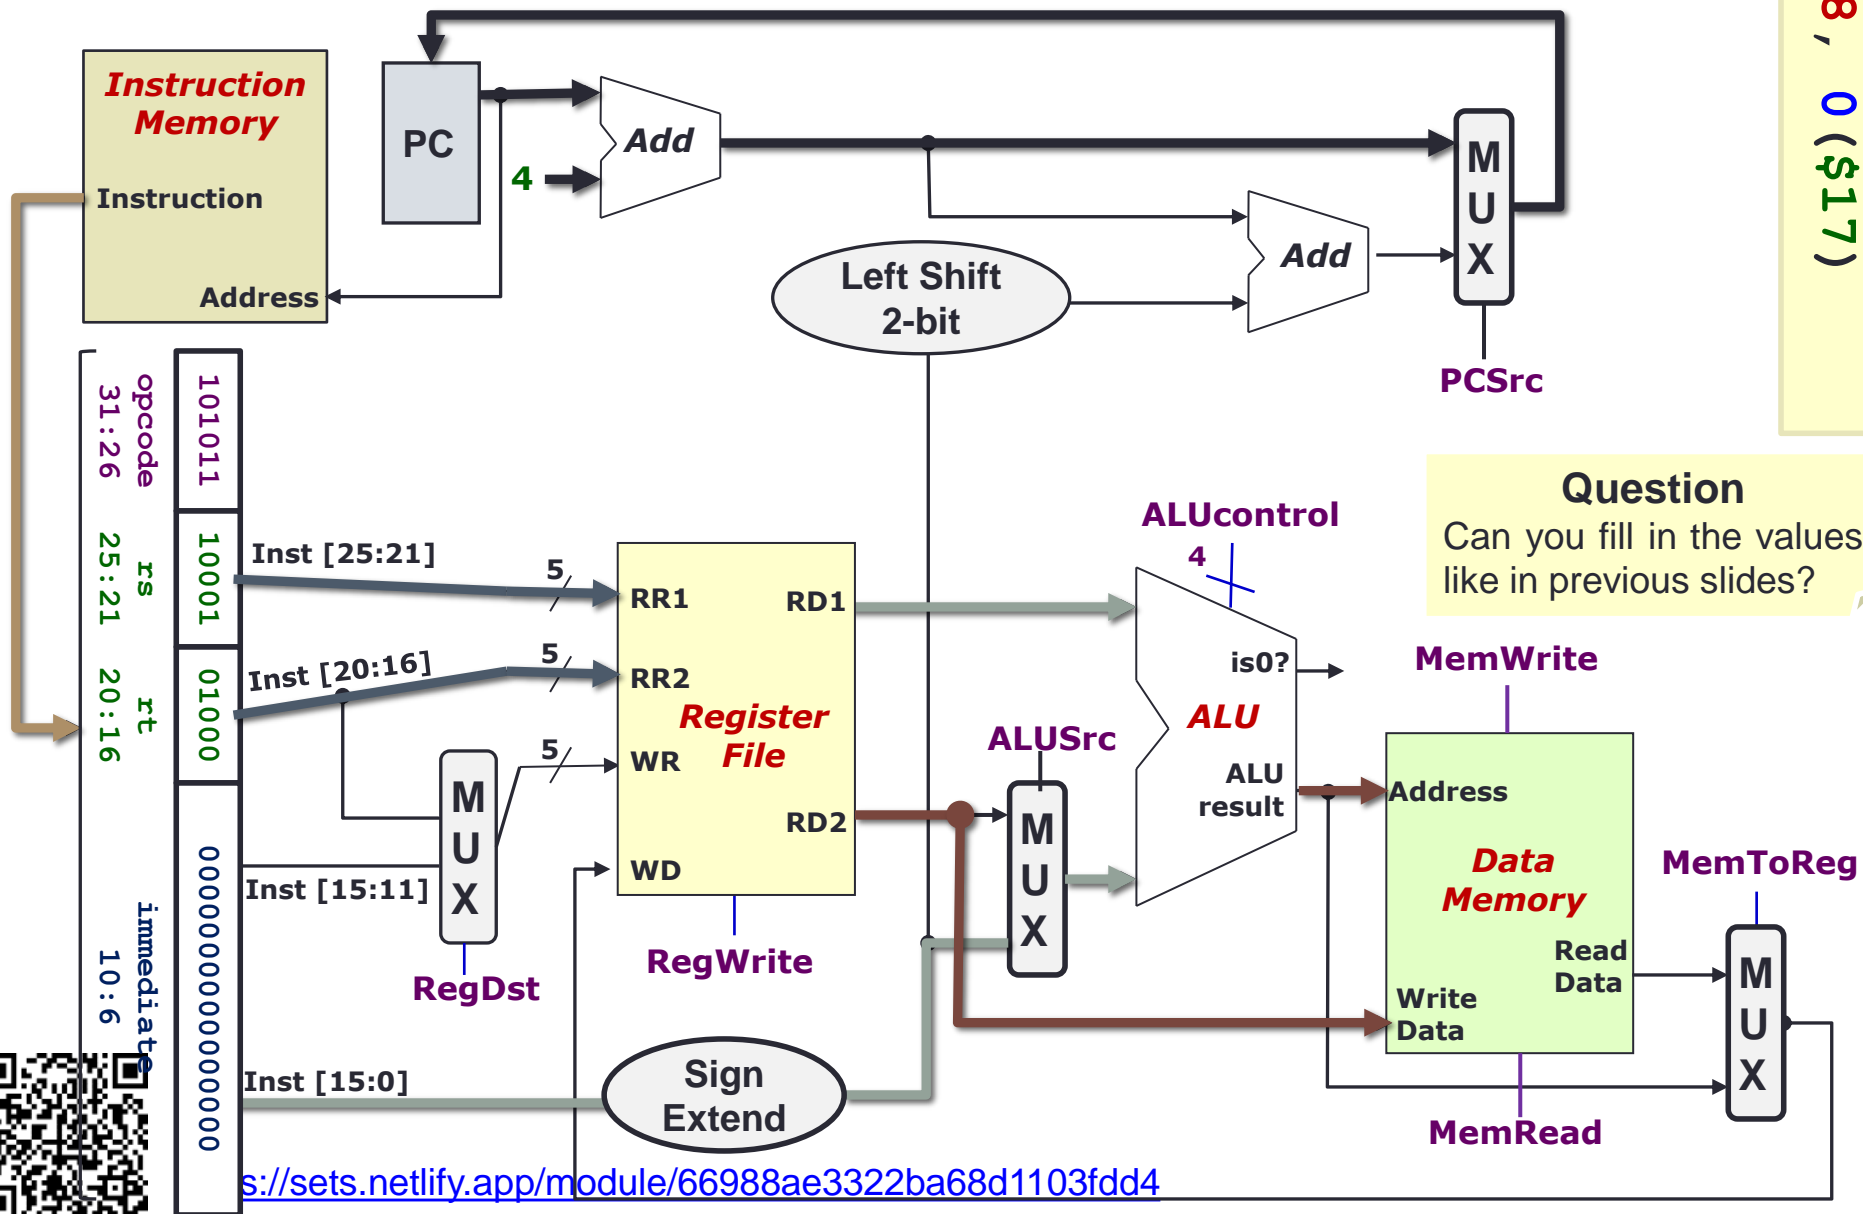 8, 0($17)
Instruction
Memory
Instruction
Address
PC
4
Add
Add
M
U
X
PCSrc
Left Shift
2-bit
opcode
31:26
101011
rs
25:21
10001
rt
20:16
01000
immediate
10:6
0000000000000000
Inst [25:21]
5
Inst [20:16]
5
5
Inst [15:11]
M
U
X
RegDst
Inst [15:0]
Sign
Extend
RR1
RR2
WR
WD
RD1
RD2
Register
File
RegWrite
ALUSrc
M
U
X
ALUcontrol
4
is0?
ALU
ALU
result
Question
Can you fill in the values
like in previous slides?
MemWrite
Address
Data
Memory
Read
Data
Write
Data
MemRead
MemToReg
M
U
X
s://sets.netlify.app/module/66988ae3322ba68d1103fdd4